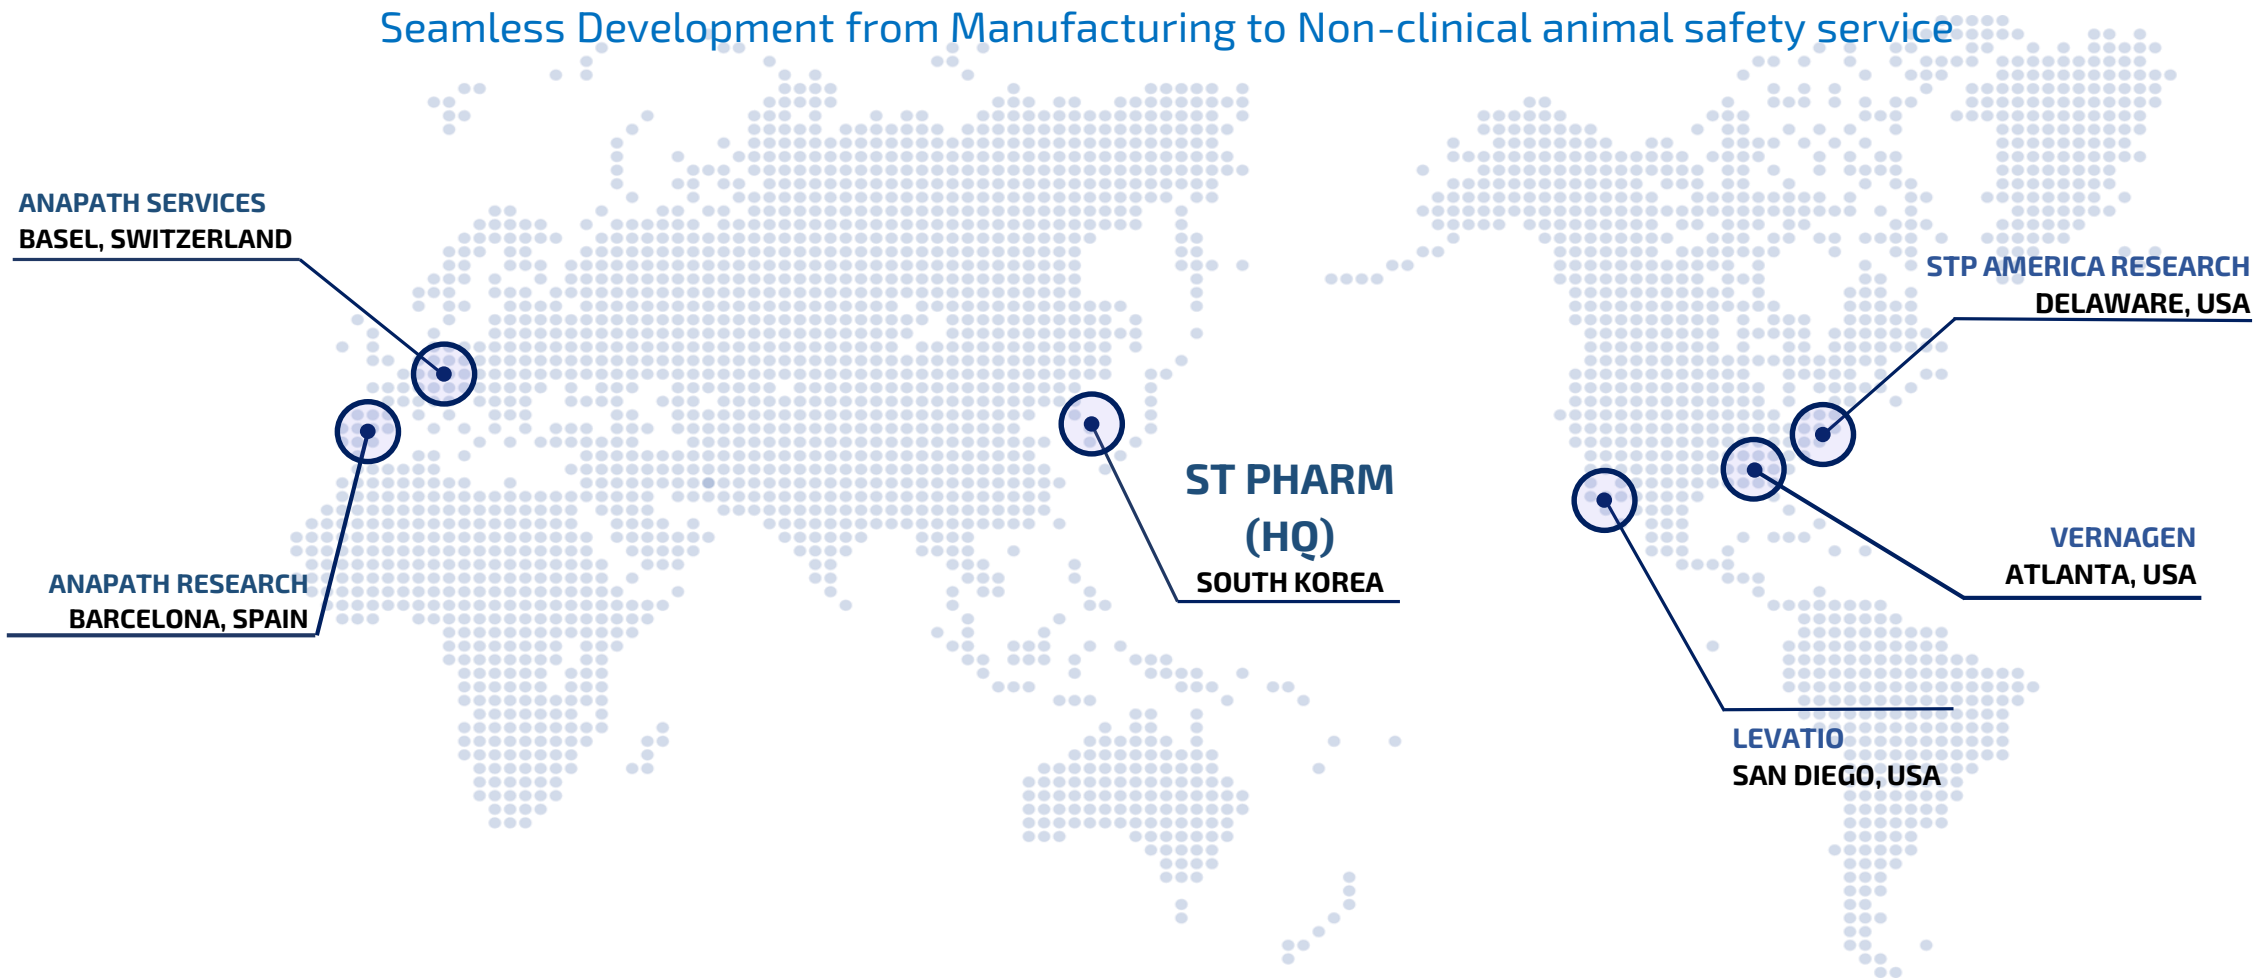 Seamless Development from Manufacturing to Non-clinical animal safety service
ANAPATH SERVICES
BASEL, SWITZERLAND
STP AMERICA RESEARCH
DELAWARE, USA
ST PHARM
(HQ)
SOUTH KOREA
VERNAGEN
ATLANTA, USA
ANAPATH RESEARCH
BARCELONA, SPAIN
LEVATIO
SAN DIEGO, USA